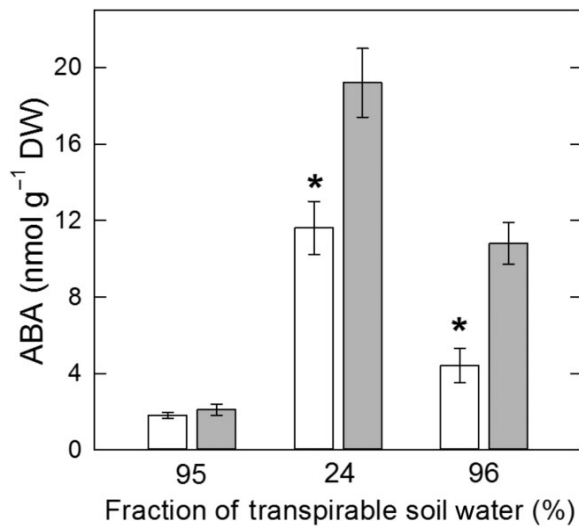 ABA (nmol g⁻¹ DW)
20
16
12
8
4
0
*
*
95 24 96
Fraction of transpirable soil water (%)